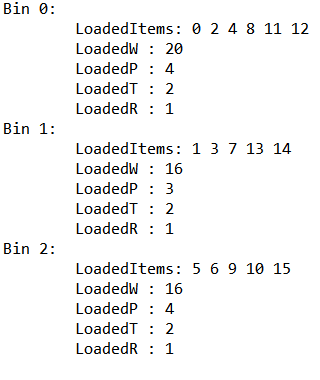 Bin 0:
LoadedItems: 0 2 4 8 11 12
LoadedW : 20
LoadedP : 4
LoadedT : 2
LoadedR : 1
Bin 1:
LoadedItems: 1 3 7 13 14
LoadedW : 16
LoadedP : 3
LoadedT : 2
LoadedR : 1
Bin 2:
LoadedItems: 5 6 9 10 15
LoadedW : 16
LoadedP : 4
LoadedT : 2
LoadedR : 1